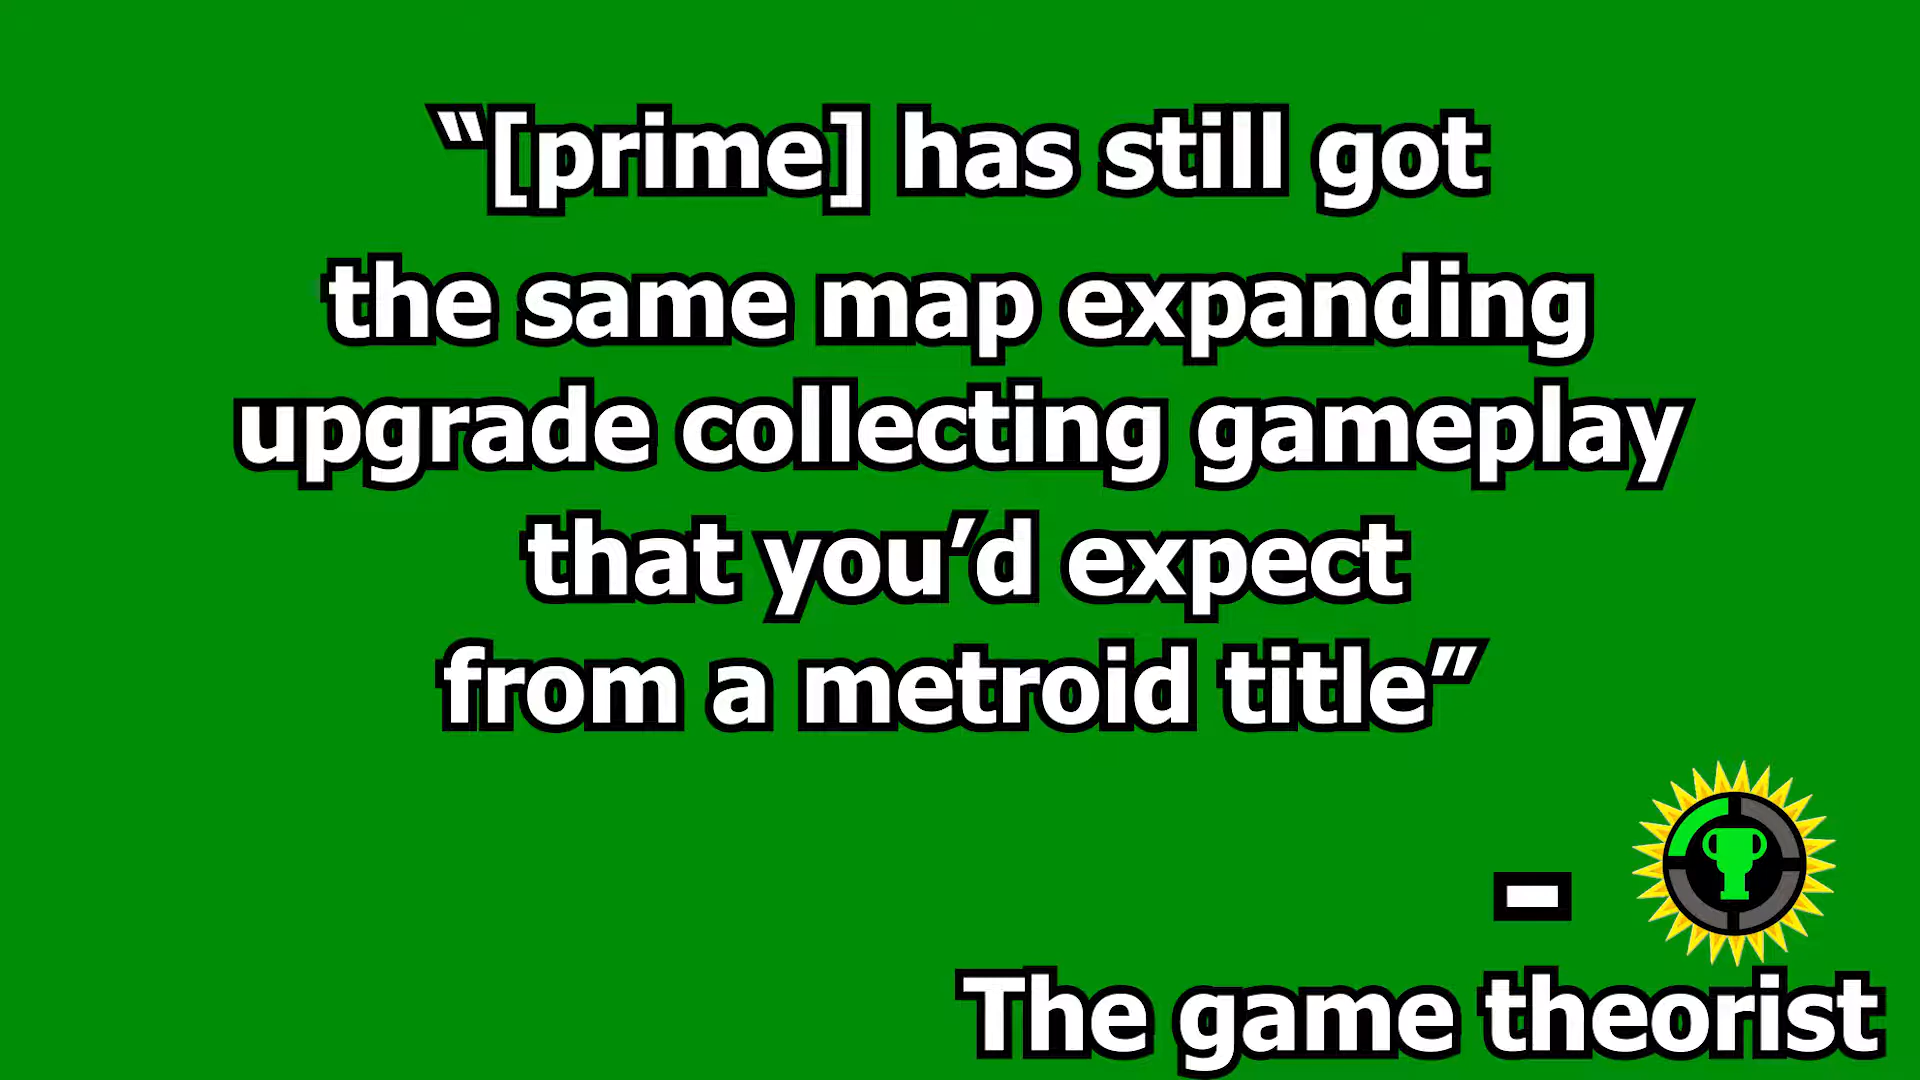 “[prime] has still got
the same map expanding
upgrade collecting gameplay
that you’d expect
from a metroid title”
-
The game theorist